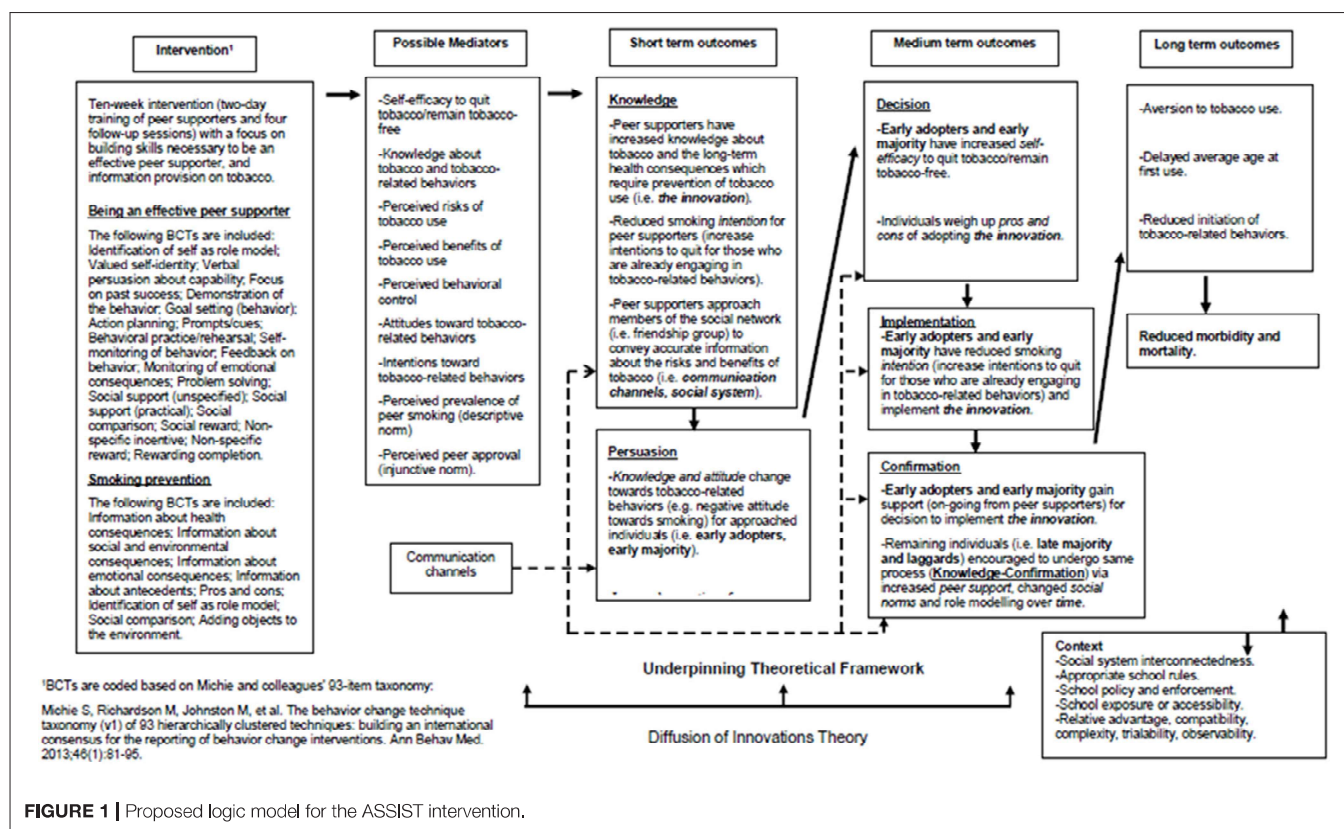 Intervention¹
Ten-week intervention (two-day
training of peer supporters and four
follow-up sessions) with a focus on
building skills necessary to be an
effective peer supporter, and
information provision on tobacco.
Being an effective peer supporter
The following BCTs are included:
Identification of self as role model;
Valued self-identity; Verbal
persuasion about capability; Focus
on past success; Demonstration of
the behavior; Goal setting (behavior);
Action planning; Prompts/cues;
Behavioral practice/rehearsal; Self-
monitoring of behavior; Feedback on
behavior; Monitoring of emotional
consequences; Problem solving;
Social support (unspecified); Social
support (practical); Social
comparison; Social reward; Non-
specific incentive; Non-specific
reward; Rewarding completion.
Smoking prevention
The following BCTs are included:
Information about health
consequences; Information about
social and environmental
consequences; Information about
emotional consequences; Information
about antecedents; Pros and cons;
Identification of self as role model;
Social comparison; Adding objects to
the environment.
Possible Mediators
-Self-efficacy to quit
tobacco/remain tobacco-
free
-Knowledge about
tobacco and tobacco-
related behaviors
-Perceived risks of
tobacco use
-Perceived benefits of
tobacco use
-Perceived behavioral
control
-Attitudes toward tobacco-
related behaviors
-Intentions toward
tobacco-related behaviors
-Perceived prevalence of
peer smoking (descriptive
norm)
-Perceived peer approval
(injunctive norm).
Communication
channels
Short term outcomes
Knowledge
-Peer supporters have
increased knowledge about
tobacco and the long-term
health consequences which
require prevention of tobacco
use (i.e. the innovation).
-Reduced smoking intention for
peer supporters (increase
intentions to quit for those who
are already engaging in
tobacco-related behaviors).
-Peer supporters approach
members of the social network
(i.e. friendship group) to
convey accurate information
about the risks and benefits of
tobacco (i.e. communication
channels, social system).
Persuasion
-Knowledge and attitude change
towards tobacco-related
behaviors (e.g. negative attitude
towards smoking) for approached
individuals (i.e. early adopters,
early majority).
Medium term outcomes
Decision
-Early adopters and early
majority have increased self-
efficacy to quit tobacco/remain
tobacco-free.
-Individuals weigh up pros and
cons of adopting the innovation.
Implementation
-Early adopters and early
majority have reduced smoking
intention (increase intentions to quit
for those who are already engaging
in tobacco-related behaviors) and
implement the innovation.
Confirmation
-Early adopters and early majority gain
support (on-going from peer supporters) for
decision to implement the innovation.
-Remaining individuals (i.e. late majority
and laggards) encouraged to undergo same
process (Knowledge-Confirmation) via
increased peer support, changed social
norms and role modelling over time.
Long term outcomes
-Aversion to tobacco use.
-Delayed average age at
first use.
-Reduced initiation of
tobacco-related behaviors.
Reduced morbidity and
mortality.
Context
-Social system interconnectedness.
-Appropriate school rules.
-School policy and enforcement.
-School exposure or accessibility.
-Relative advantage, compatibility,
complexity, trialability, observability.
Underpinning Theoretical Framework
Diffusion of Innovations Theory
¹BCTs are coded based on Michie and colleagues' 93-item taxonomy:
Michie S, Richardson M, Johnston M, et al. The behavior change technique
taxonomy (v1) of 93 hierarchically clustered techniques: building an international
consensus for the reporting of behavior change interventions. Ann Behav Med.
2013;46(1):81-95.
FIGURE 1 | Proposed logic model for the ASSIST intervention.